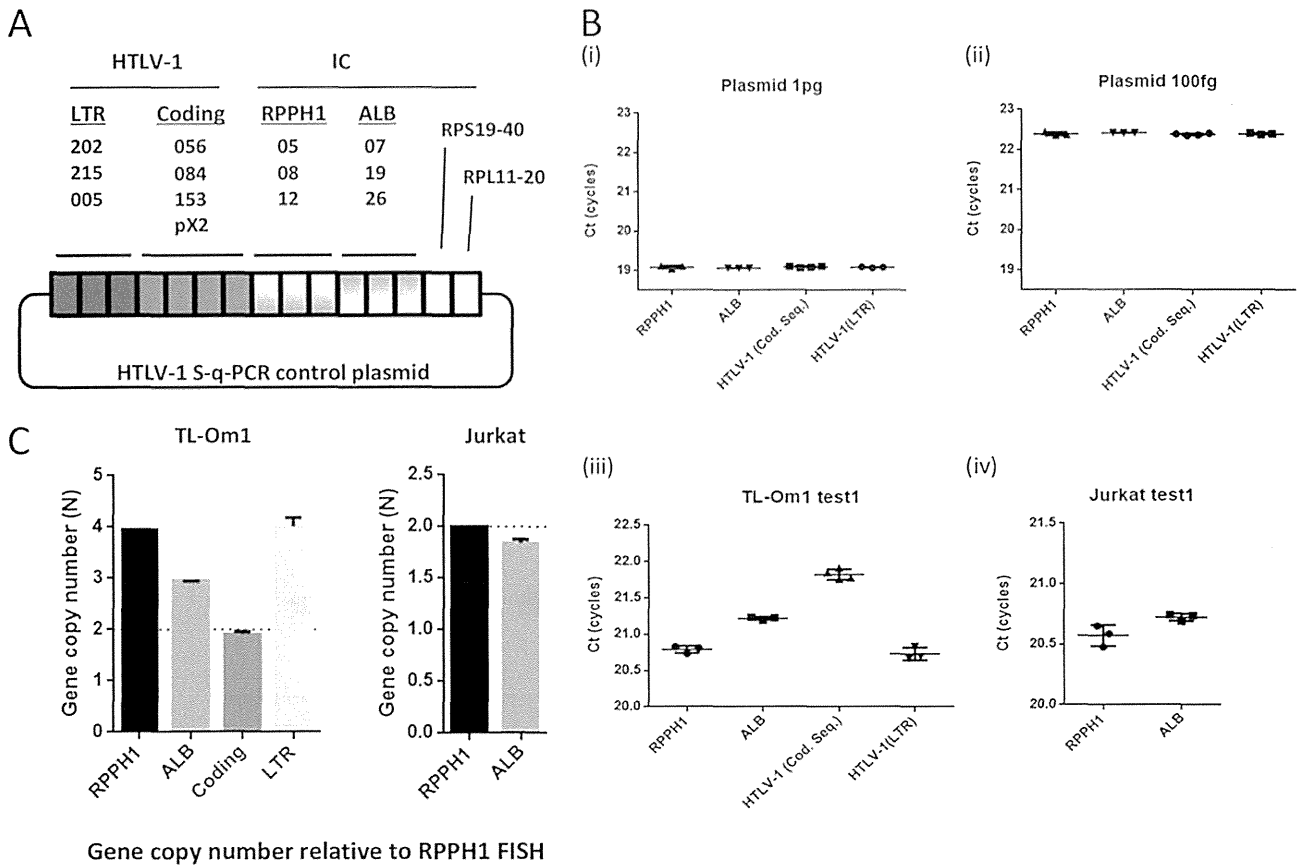 A
HTLV-1 IC
LTR Coding RPPH1 ALB
202 056 05 07
215 084 08 19
005 153 12 26
pX2
RPS19-40
RPL11-20
HTLV-1 S-q-PCR control plasmid
B
(i)
Plasmid 1pg
Ct (cycles)
23
22
21
20
19
RPPH1
ALB
HTLV-1 (Cod. Seq.)
HTLV-1(LTR)
(ii)
Plasmid 100fg
Ct (cycles)
23
22
21
20
19
RPPH1
ALB
HTLV-1 (Cod. Seq.)
HTLV-1(LTR)
(iii)
TL-Om1 test1
Ct (cycles)
22.5
22.0
21.5
21.0
20.5
20.0
RPPH1
ALB
HTLV-1 (Cod. Seq.)
HTLV-1(LTR)
(iv)
Jurkat test1
Ct (cycles)
21.5
21.0
20.5
20.0
RPPH1
ALB
C
TL-Om1
Gene copy number (N)
5
4
3
2
1
0
RPPH1
ALB
Coding
LTR
Jurkat
Gene copy number (N)
2.5
2.0
1.5
1.0
0.5
0.0
RPPH1
ALB
Gene copy number relative to RPPH1 FISH